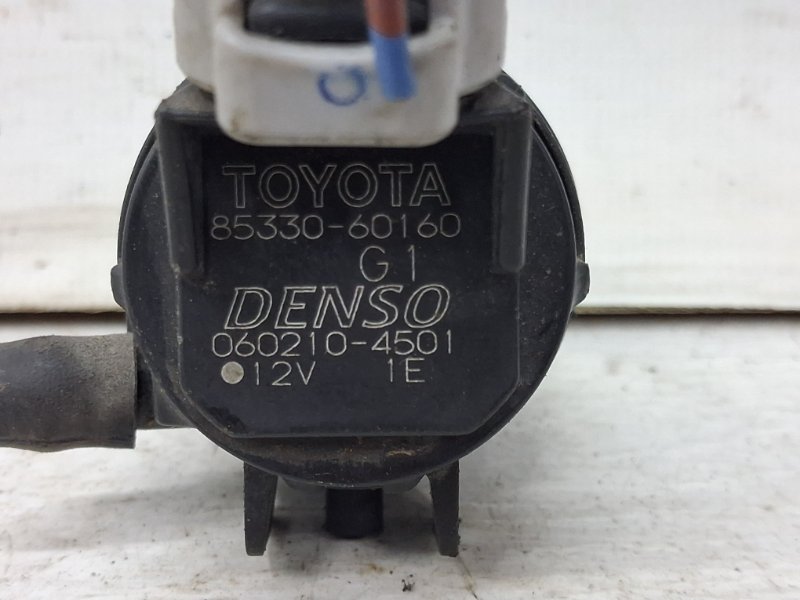 TOYOTA
85330-60160
G1
DENSO
060210-4501
12V 1E